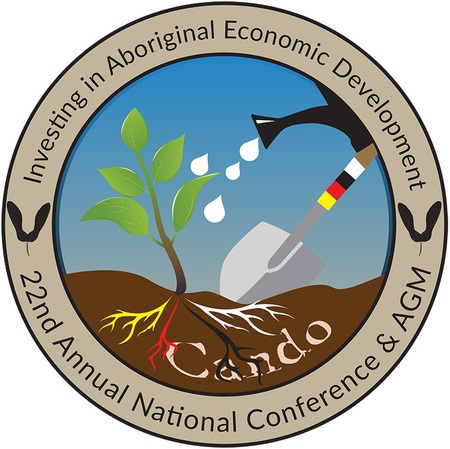 Investing in Aboriginal Economic Development
Cando
22nd Annual National Conference & AGM